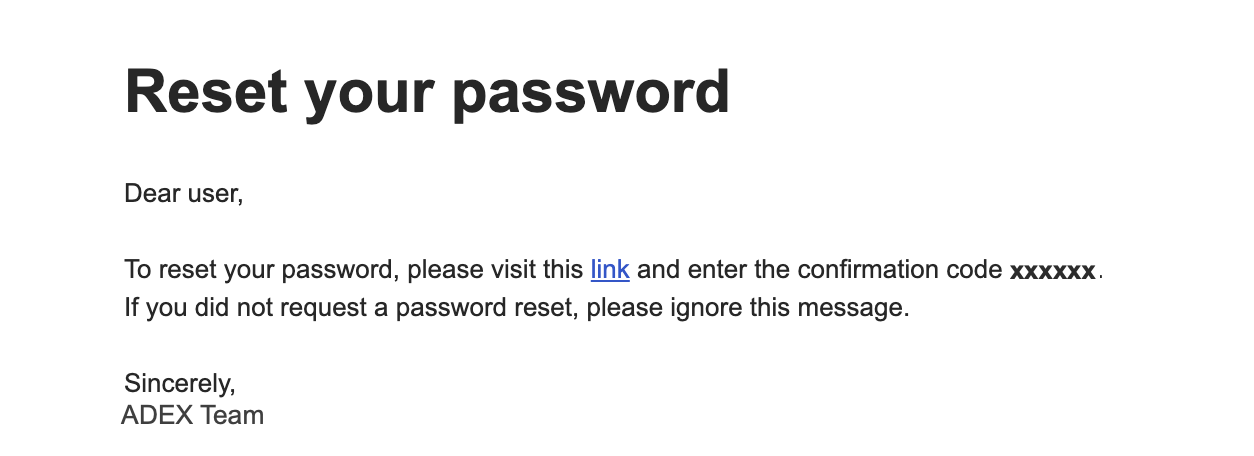 Reset your password
Dear user,
To reset your password, please visit this link and enter the confirmation code xxxxxx.
If you did not request a password reset, please ignore this message.
Sincerely,
ADEX Team